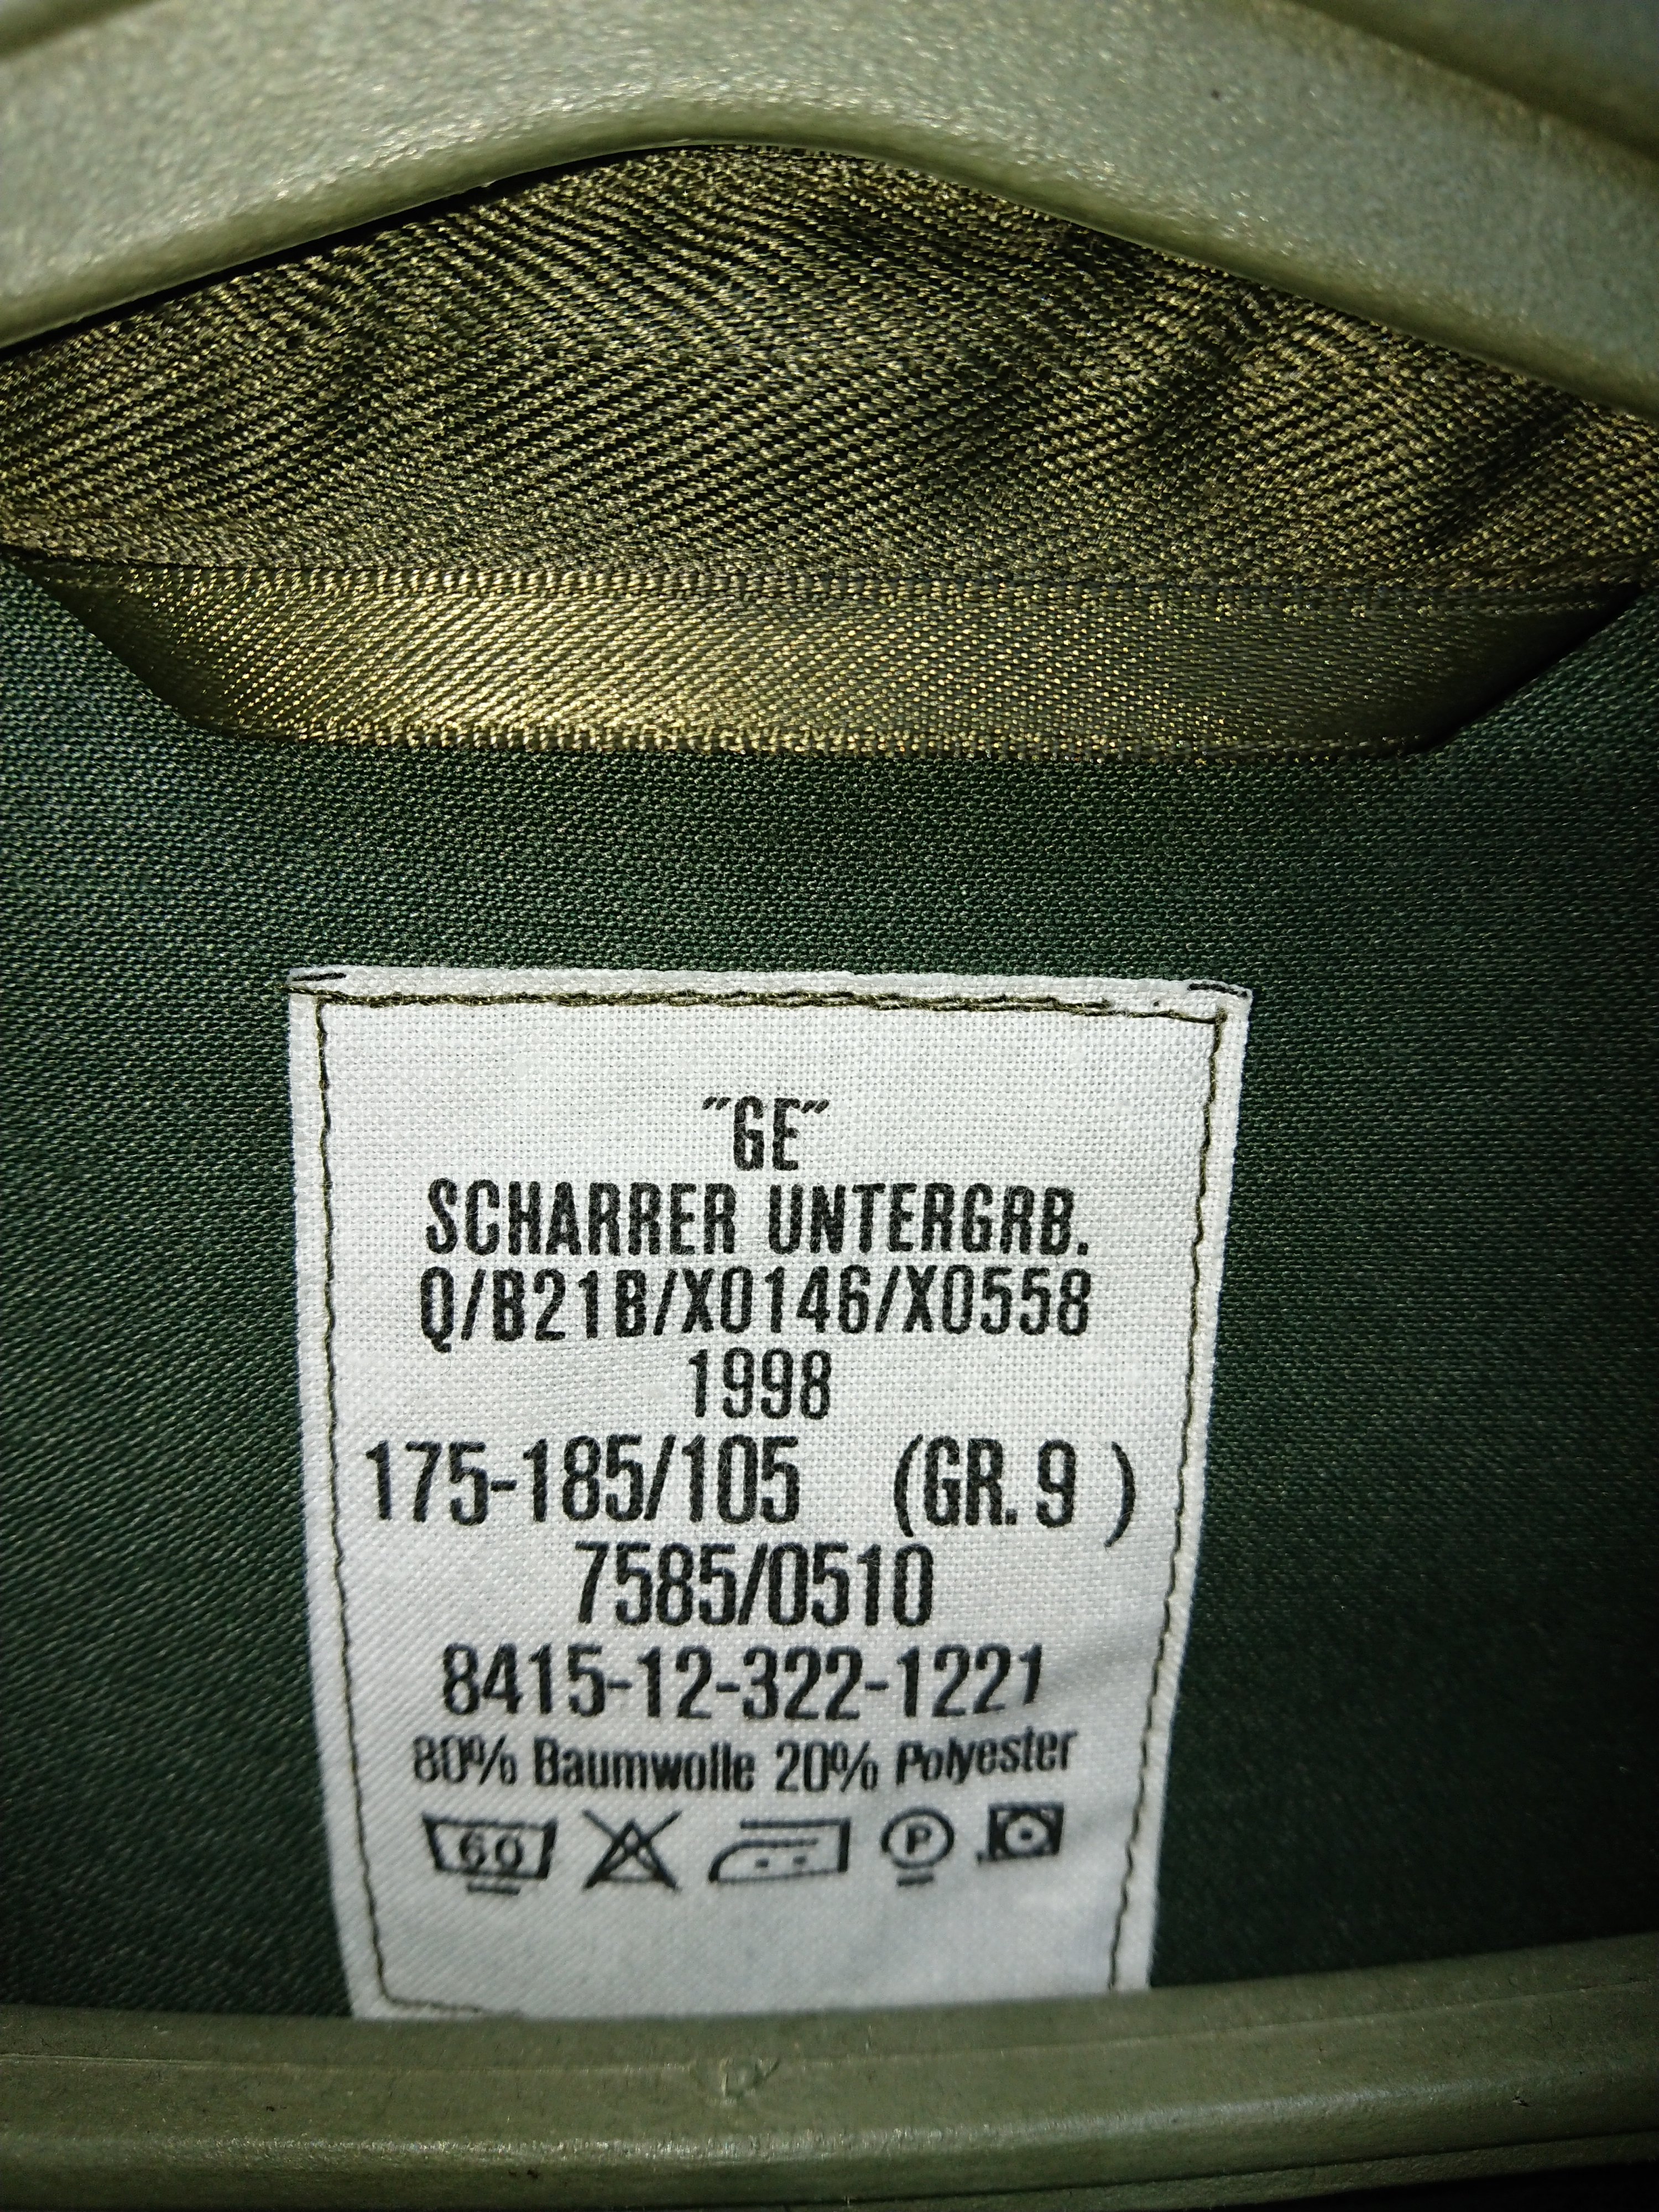 "GE"
SCHARRER UNTERGRB.
Q/B21B/X0146/X0558
1998
175-185/105 (GR. 9 )
7585/0510
8415-12-322-1221
80% Baumwolle 20% Polyester
60 P